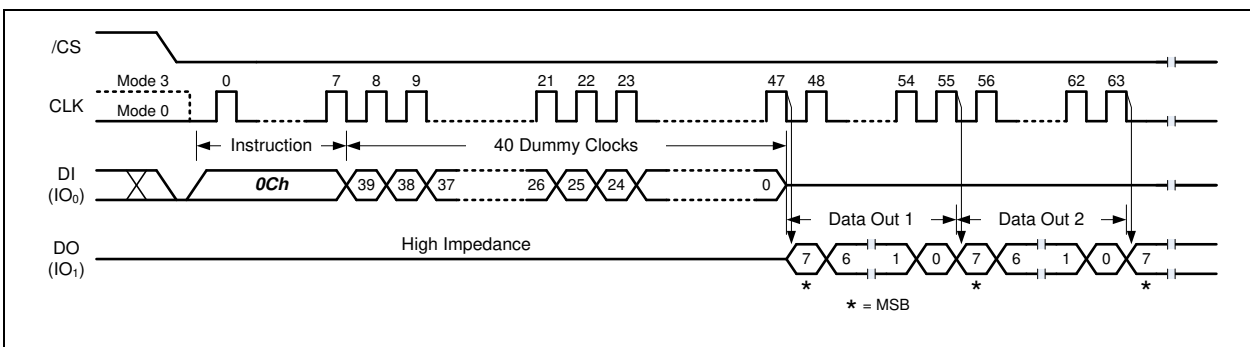 /CS
Mode 3 0 7 8 9 21 22 23 47 48 54 55 56 62 63
CLK
Mode 0
Instruction 40 Dummy Clocks
DI
(IO₀)
0Ch 39 38 37 26 25 24 0
Data Out 1 Data Out 2
DO
(IO₁)
High Impedance
7 6 1 0 7 6 1 0 7
* * *
* = MSB